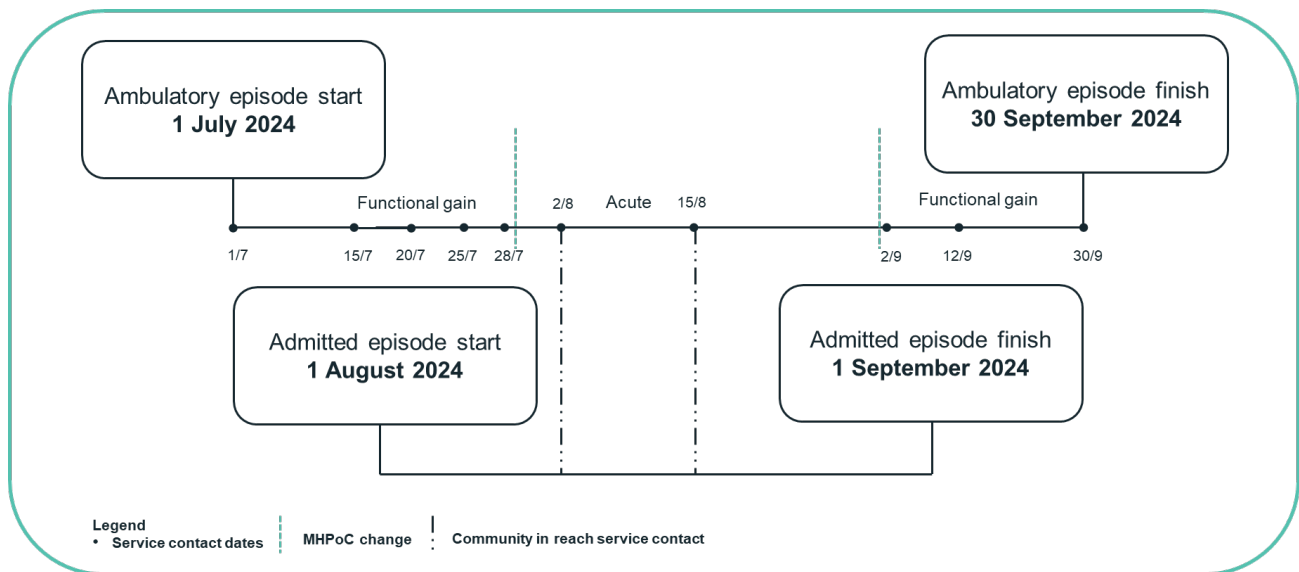 Ambulatory episode start
1 July 2024
Ambulatory episode finish
30 September 2024
Functional gain
2/8
Acute
15/8
Functional gain
1/7
15/7
20/7
25/7
28/7
2/9
12/9
30/9
Admitted episode start
1 August 2024
Admitted episode finish
1 September 2024
Legend
• Service contact dates
MHPoC change
Community in reach service contact